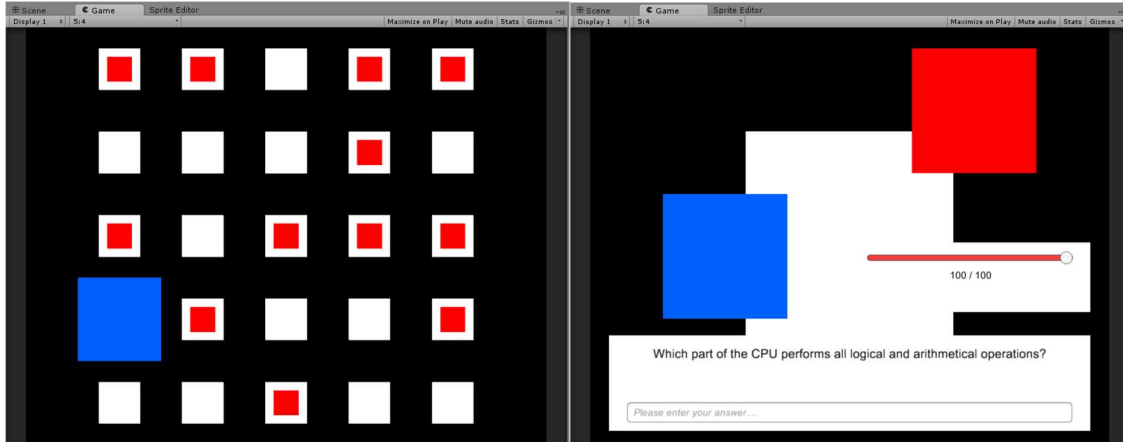 Scene
Game
Sprite Editor
Display 1
5:4
Maximize on Play
Mute audio
Stats
Gizmos
Scene
Game
Sprite Editor
Display 1
5:4
Maximize on Play
Mute audio
Stats
Gizmos
100 / 100
Which part of the CPU performs all logical and arithmetical operations?
Please enter your answer....